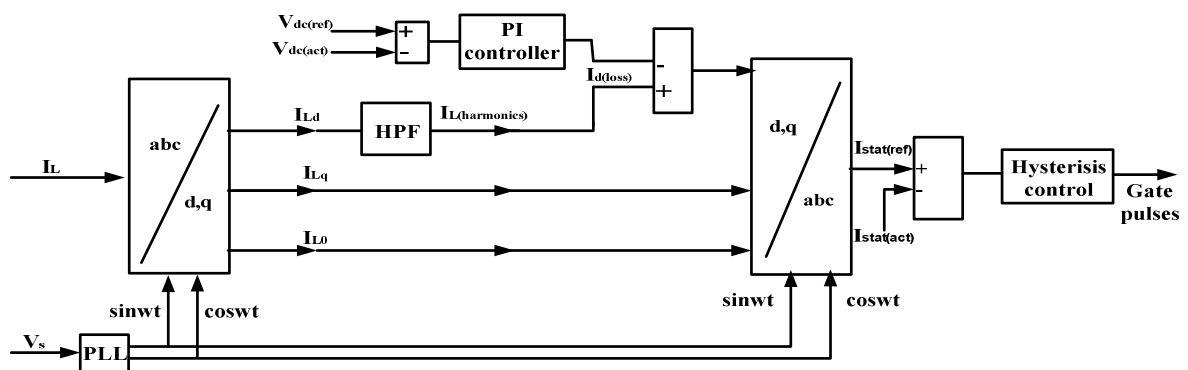 Vdc(ref)
Vdc(act)
+
-
PI
controller
-
+
Id(loss)
abc
d,q
ILd
HPF
IL(harmonics)
d,q
abc
IL
ILq
IL0
Istat(ref)
+
-
Istat(act)
Hysterisis
control
Gate
pulses
sinwt
coswt
sinwt
coswt
Vs
PLL